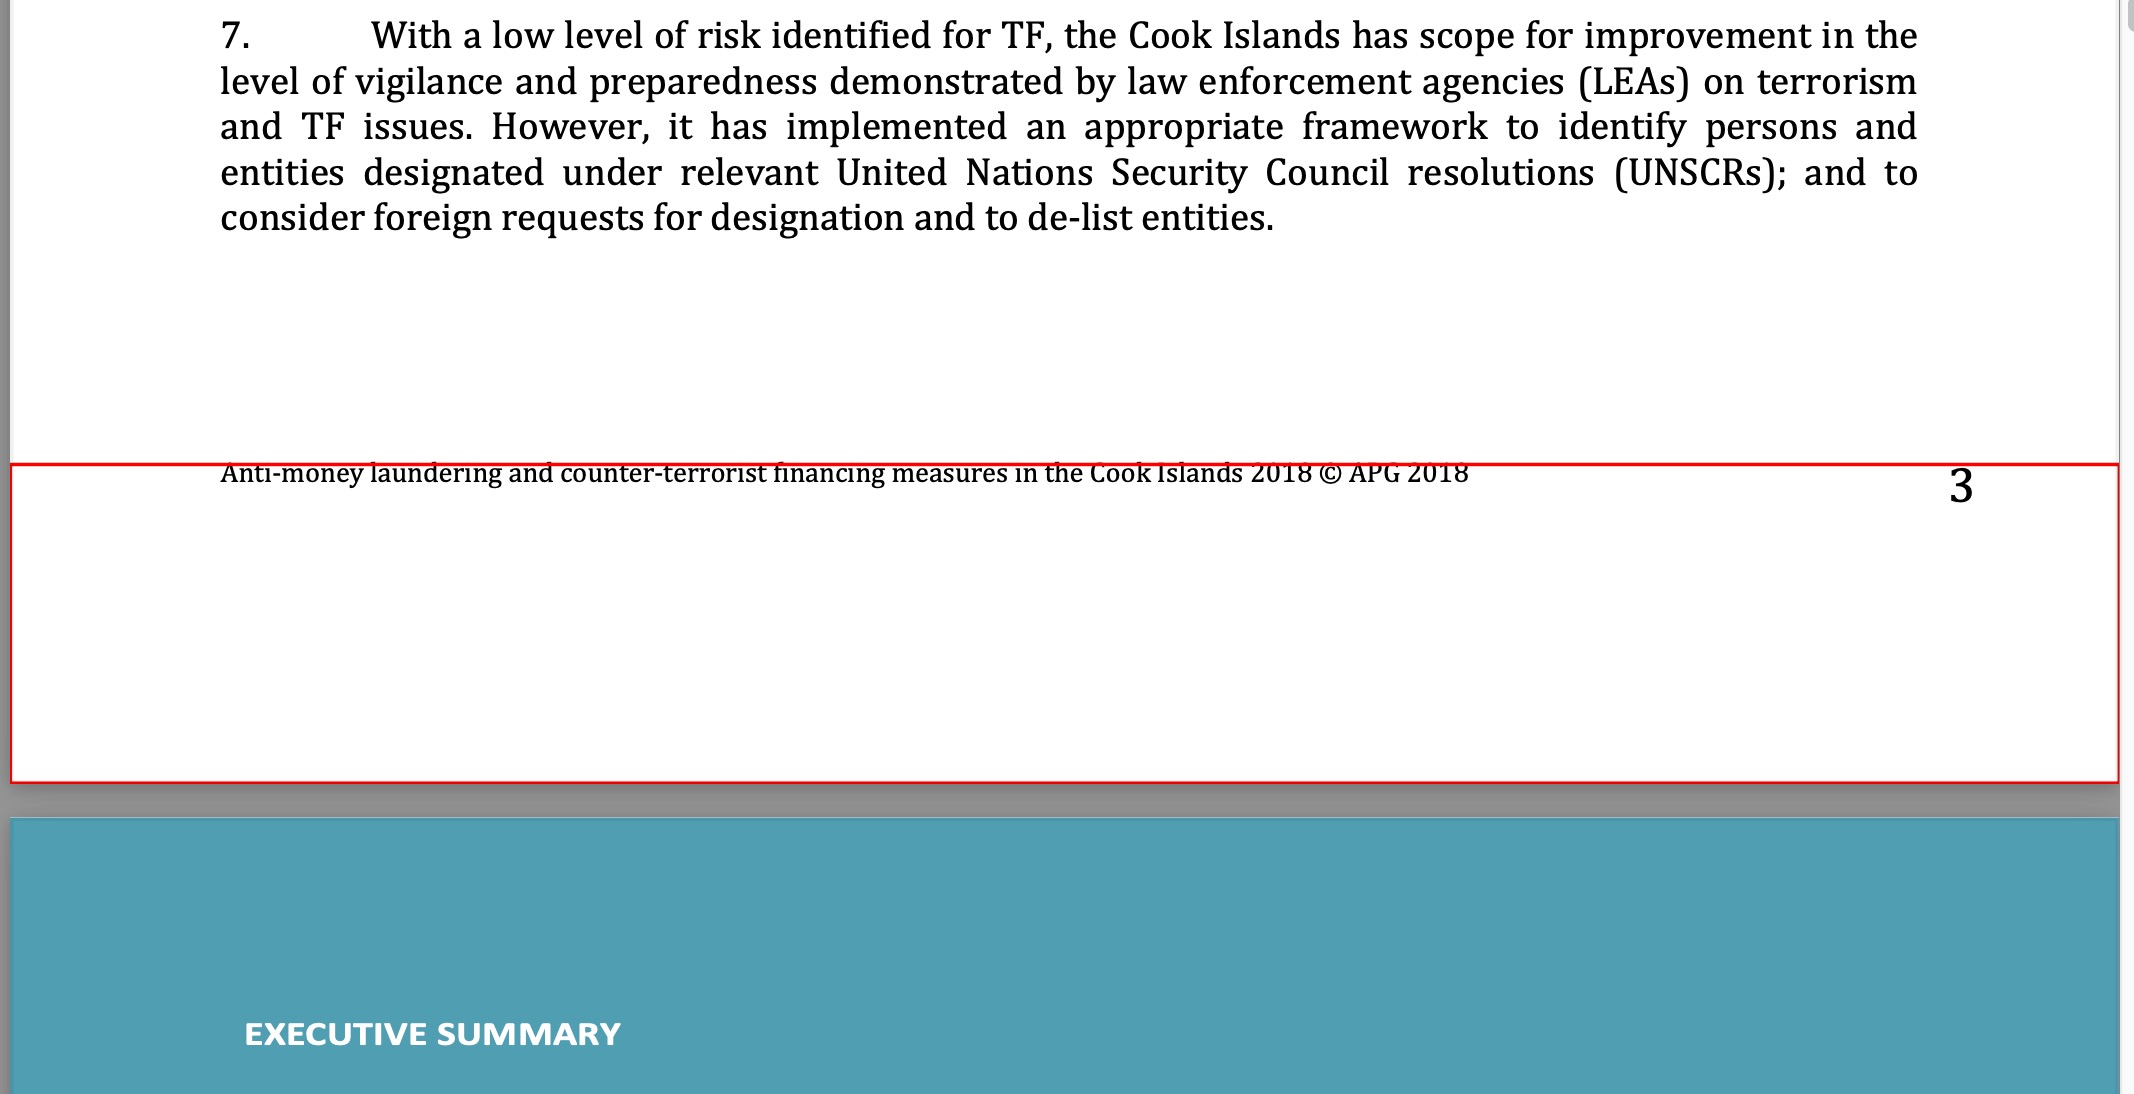 7. With a low level of risk identified for TF, the Cook Islands has scope for improvement in the
level of vigilance and preparedness demonstrated by law enforcement agencies (LEAs) on terrorism
and TF issues. However, it has implemented an appropriate framework to identify persons and
entities designated under relevant United Nations Security Council resolutions (UNSCRs); and to
consider foreign requests for designation and to de-list entities.
Anti-money laundering and counter-terrorist financing measures in the Cook Islands 2018 © APG 2018
3
EXECUTIVE SUMMARY